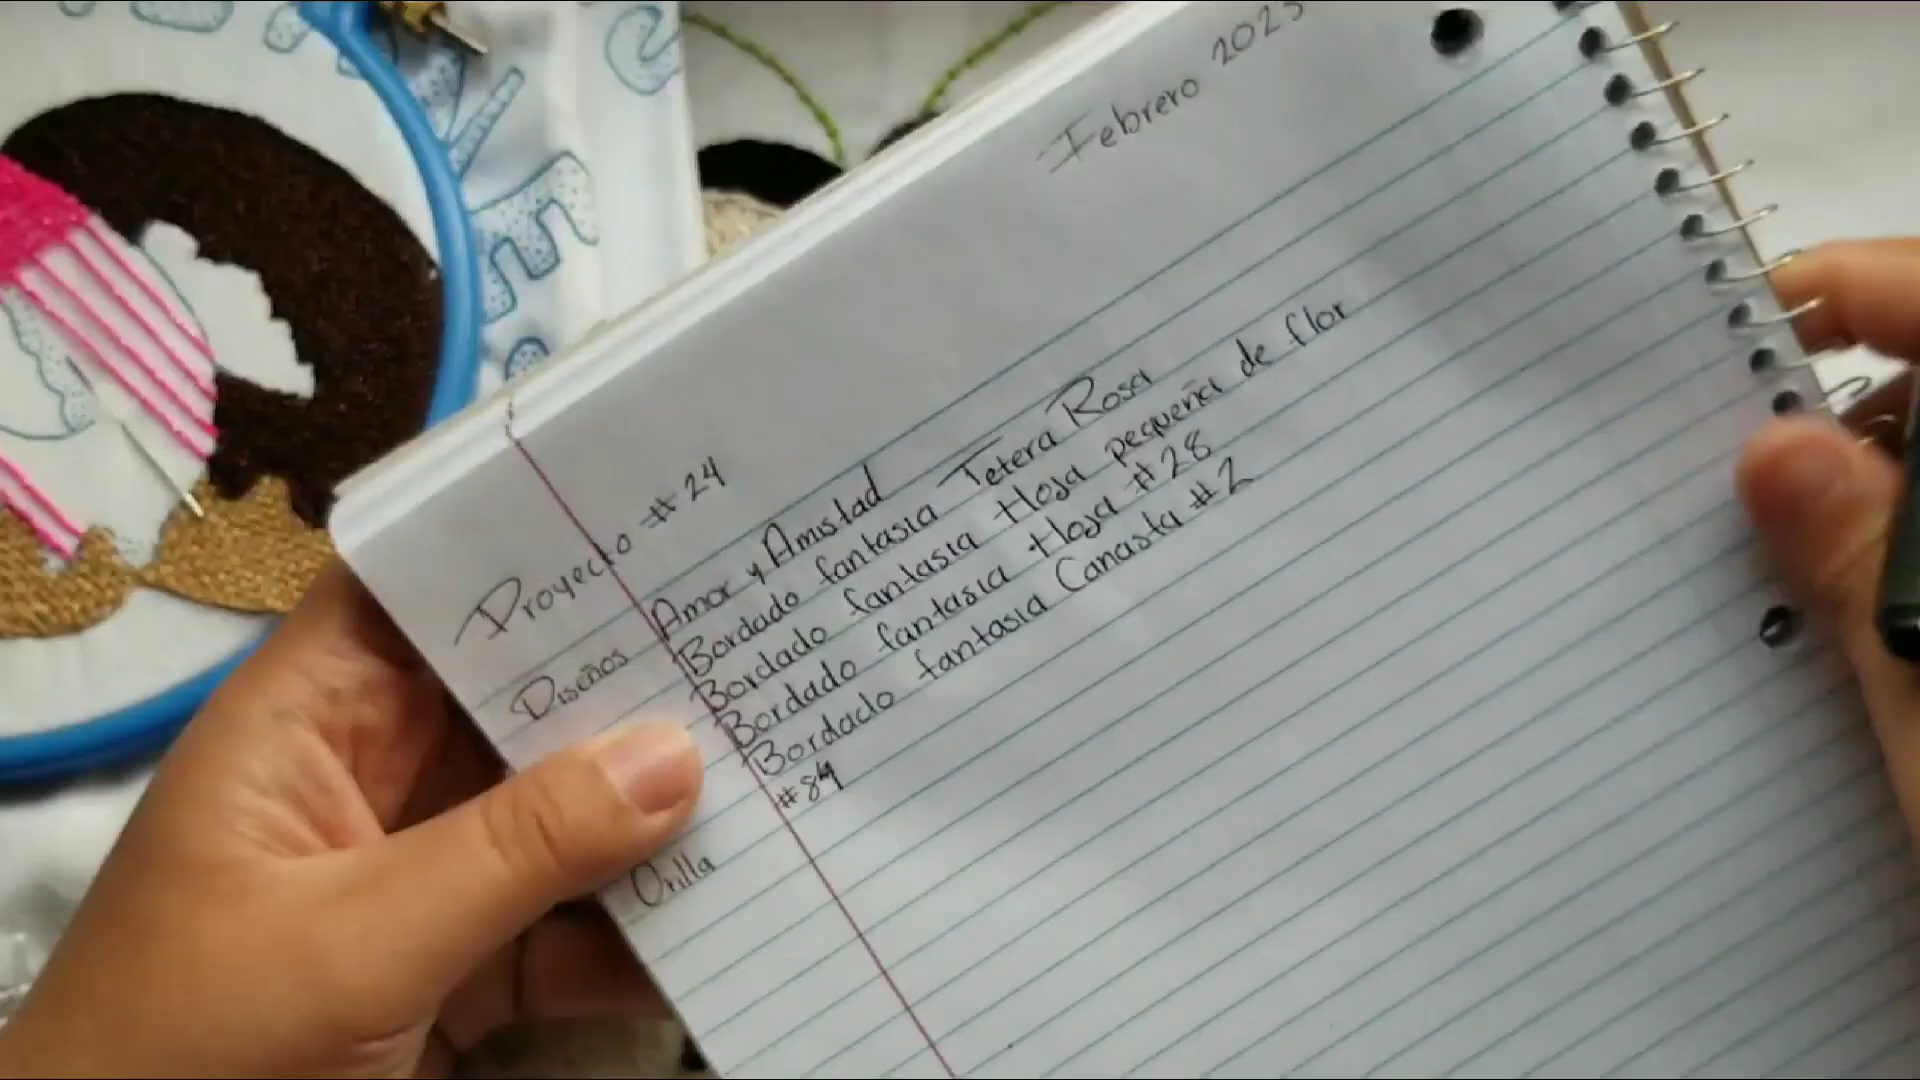 Febrero 2023
Proyecto #24
Diseños Amor y Amistad
Bordado fantasia Tetera Rosa
Bordado fantasia Hoja pequeña de flor
Bordado fantasia Hoja #28
Bordado fantasia Canasta #2
Orilla #84